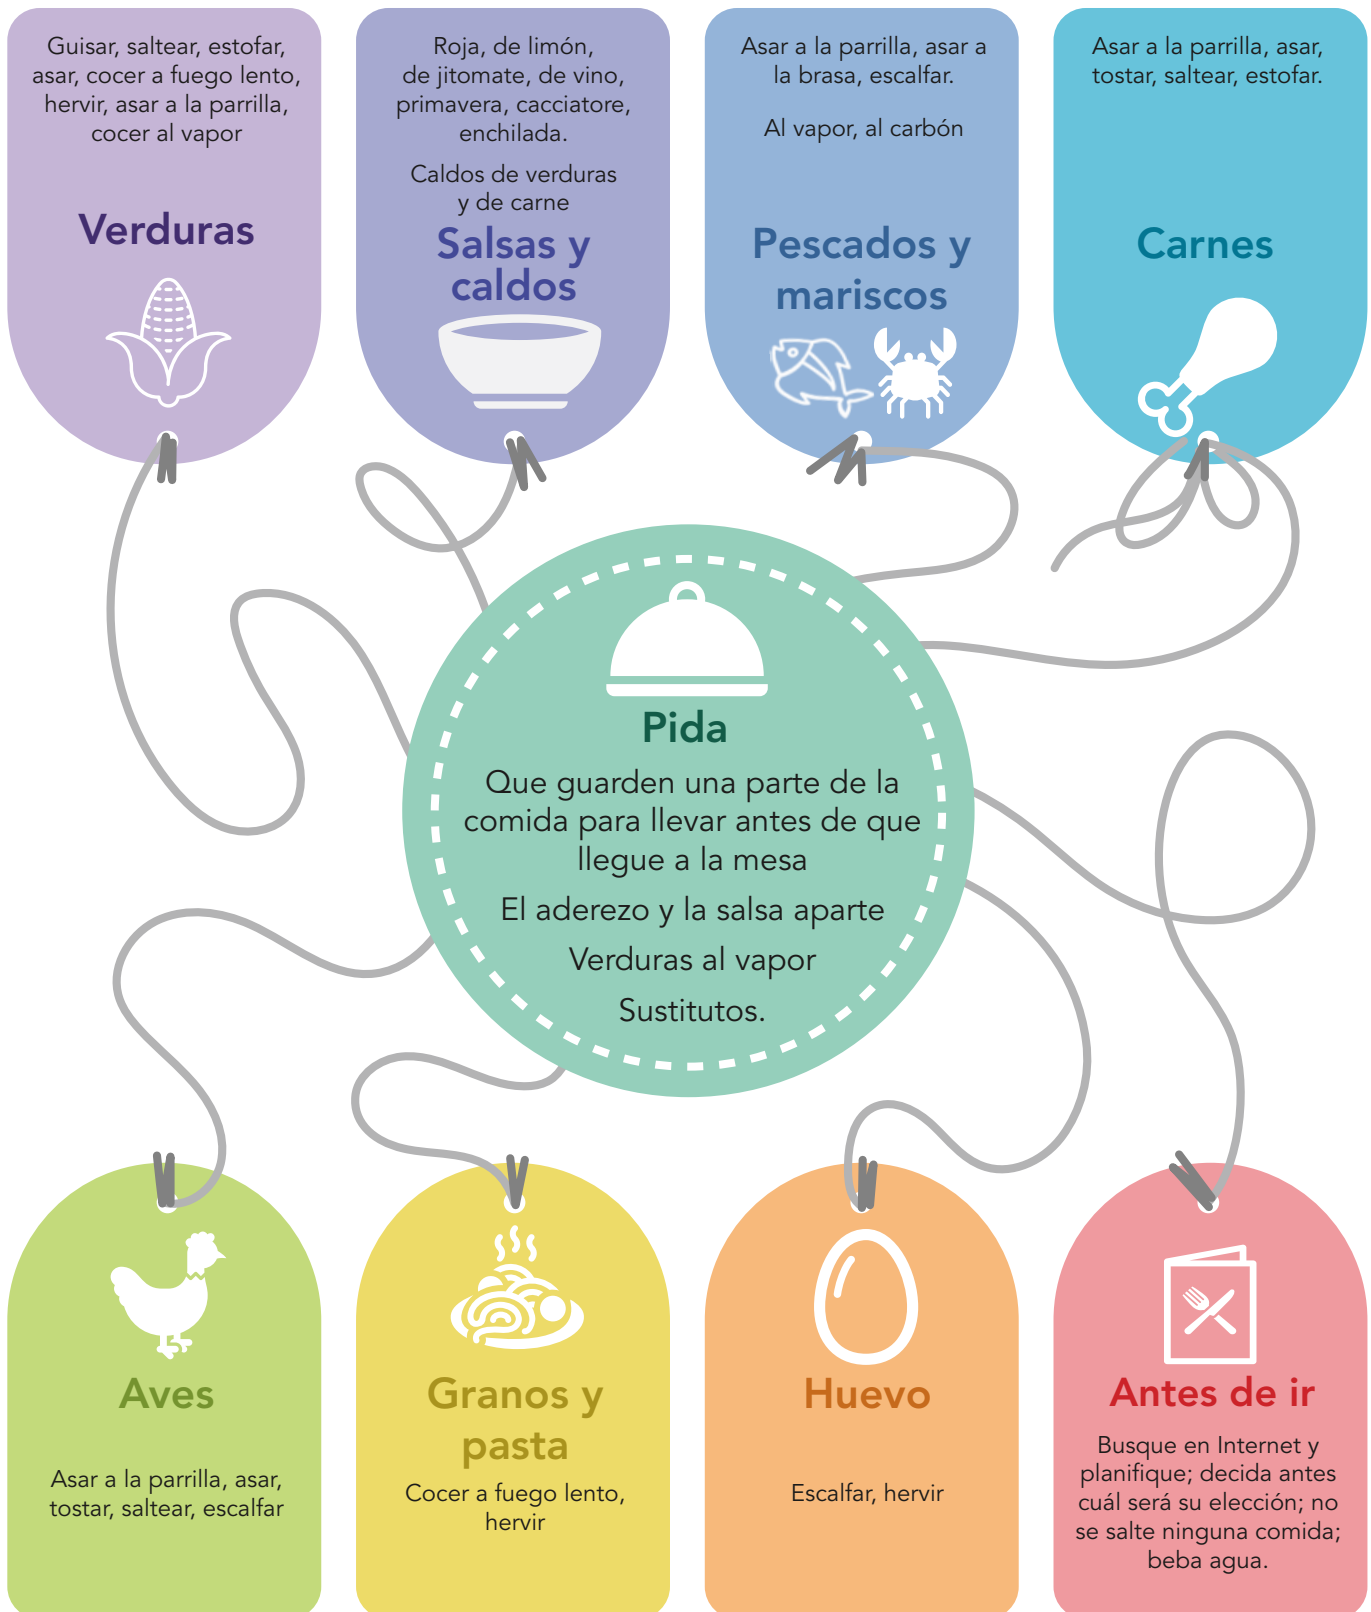 Guisar, saltear, estofar,
asar, cocer a fuego lento,
hervir, asar a la parrilla,
cocer al vapor
Verduras
Roja, de limón,
de jitomate, de vino,
primavera, cacciatore,
enchilada.
Caldos de verduras
y de carne
Salsas y
caldos
Asar a la parrilla, asar a
la brasa, escalfar.
Al vapor, al carbón
Pescados y
mariscos
Asar a la parrilla, asar,
tostar, saltear, estofar.
Carnes
Pida
Que guarden una parte de la
comida para llevar antes de que
llegue a la mesa
El aderezo y la salsa aparte
Verduras al vapor
Sustitutos.
Aves
Asar a la parrilla, asar,
tostar, saltear, escalfar
Granos y
pasta
Cocer a fuego lento,
hervir
Huevo
Escalfar, hervir
Antes de ir
Busque en Internet y
planifique; decida antes
cuál será su elección; no
se salte ninguna comida;
beba agua.